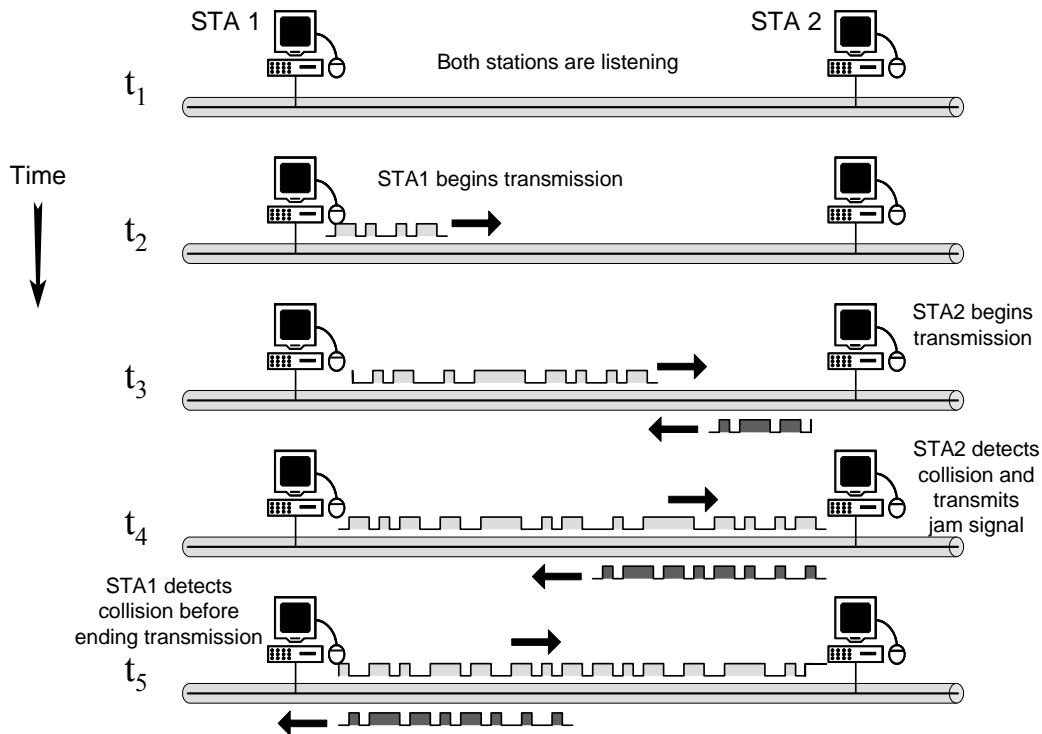 STA 1
STA 2
Both stations are listening
t1
Time
STA1 begins transmission
t2
STA2 begins
transmission
t3
STA2 detects
collision and
transmits
jam signal
t4
STA1 detects
collision before
ending transmission
t5